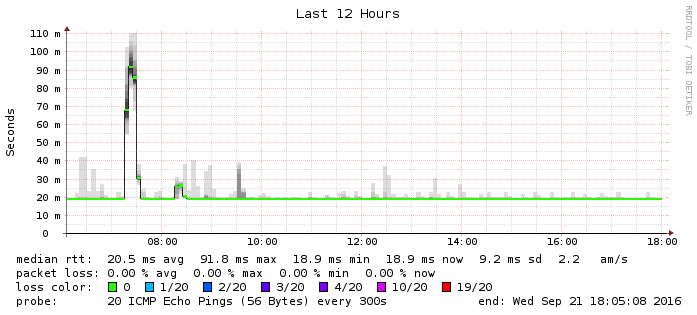 Last 12 Hours
RRDTOOL / TOBI OETIKER
Seconds
110 m
100 m
90 m
80 m
70 m
60 m
50 m
40 m
30 m
20 m
10 m
0
08:00 10:00 12:00 14:00 16:00 18:00
median rtt: 20.5 ms avg 91.8 ms max 18.9 ms min 18.9 ms now 9.2 ms sd 2.2 am/s
packet loss: 0.00 % avg 0.00 % max 0.00 % min 0.00 % now
loss color: 0 1/20 2/20 3/20 4/20 10/20 19/20
probe: 20 ICMP Echo Pings (56 Bytes) every 300s end: Wed Sep 21 18:05:08 2016